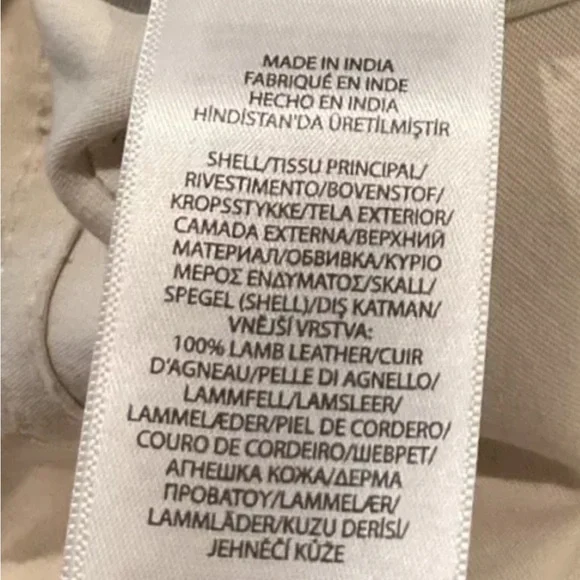 MADE IN INDIA
FABRIQUÉ EN INDE
HECHO EN INDIA
HİNDİSTAN'DA ÜRETİLMİŞTİR
SHELL/TISSU PRINCIPAL/
RIVESTIMENTO/BOVENSTOF/
KROPSSTYKKE/TELA EXTERIOR/
CAMADA EXTERNA/ВЕРХНИЙ
МАТЕРИАЛ/ОБВИВКА/ΚΥΡΙΟ
ΜΕΡΟΣ ΕΝΔΥΜΑΤΟΣ/SKALL/
SPEGEL (SHELL)/DIŞ KATMAN/
VNĚJŠÍ VRSTVA:
100% LAMB LEATHER/CUIR
D'AGNEAU/PELLE DI AGNELLO/
LAMMFELL/LAMSLEER/
LAMMELÆDER/PIEL DE CORDERO/
COURO DE CORDEIRO/ШЕВРЕТ/
АГНЕШКА КОЖА/ΔΕΡΜΑ
ΠΡΟΒΑΤΟΥ/LAMMELÆR/
LAMMLÄDER/KUZU DERİSİ/
JEHNĚČÍ KŮŽE